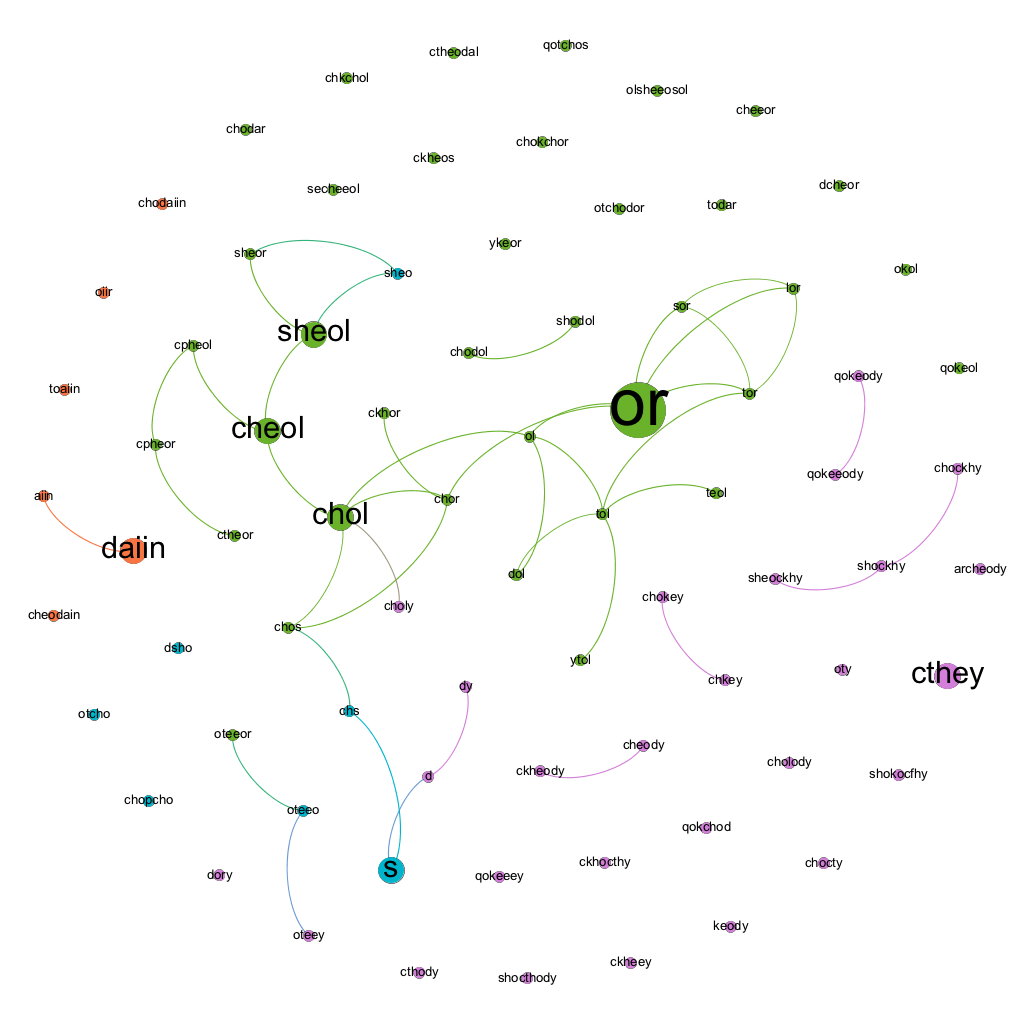 qotchos
ctheodal
chkchol
olsheeosol
cheeor
chodar
chokchor
ckheos
secheeol
dcheor
chodaiin
otchodor
todar
ykeor
sheor
okol
sheo
lor
oiir
sor
shodol
sheol
cpheol
chodol
qokeol
qokeody
toaiin
tor
or
ckhor
cheol
ol
cpheor
chockhy
qokeeody
teol
aiin
chor
tol
chol
ctheor
daiin
shockhy
archeody
dol
sheockhy
chokey
choly
cheodain
chos
dsho
ytol
oty
cthey
chkey
dy
chs
otcho
oteeor
cheody
cholody
ckheody
shokocfhy
d
chopcho
oteeo
qokchod
ckhocthy
chocty
s
dory
qokeeey
keody
oteey
ckheey
cthody
shocthody